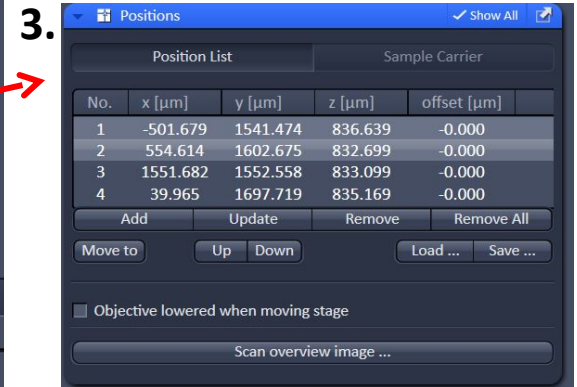 3.
Positions Show All
Position List Sample Carrier
No. x [µm] y [µm] z [µm] offset [µm]
1 -501.679 1541.474 836.639 -0.000
2 554.614 1602.675 832.699 -0.000
3 1551.682 1552.558 833.099 -0.000
4 39.965 1697.719 835.169 -0.000
Add Update Remove Remove All
Move to Up Down Load ... Save ...
Objective lowered when moving stage
Scan overview image ...